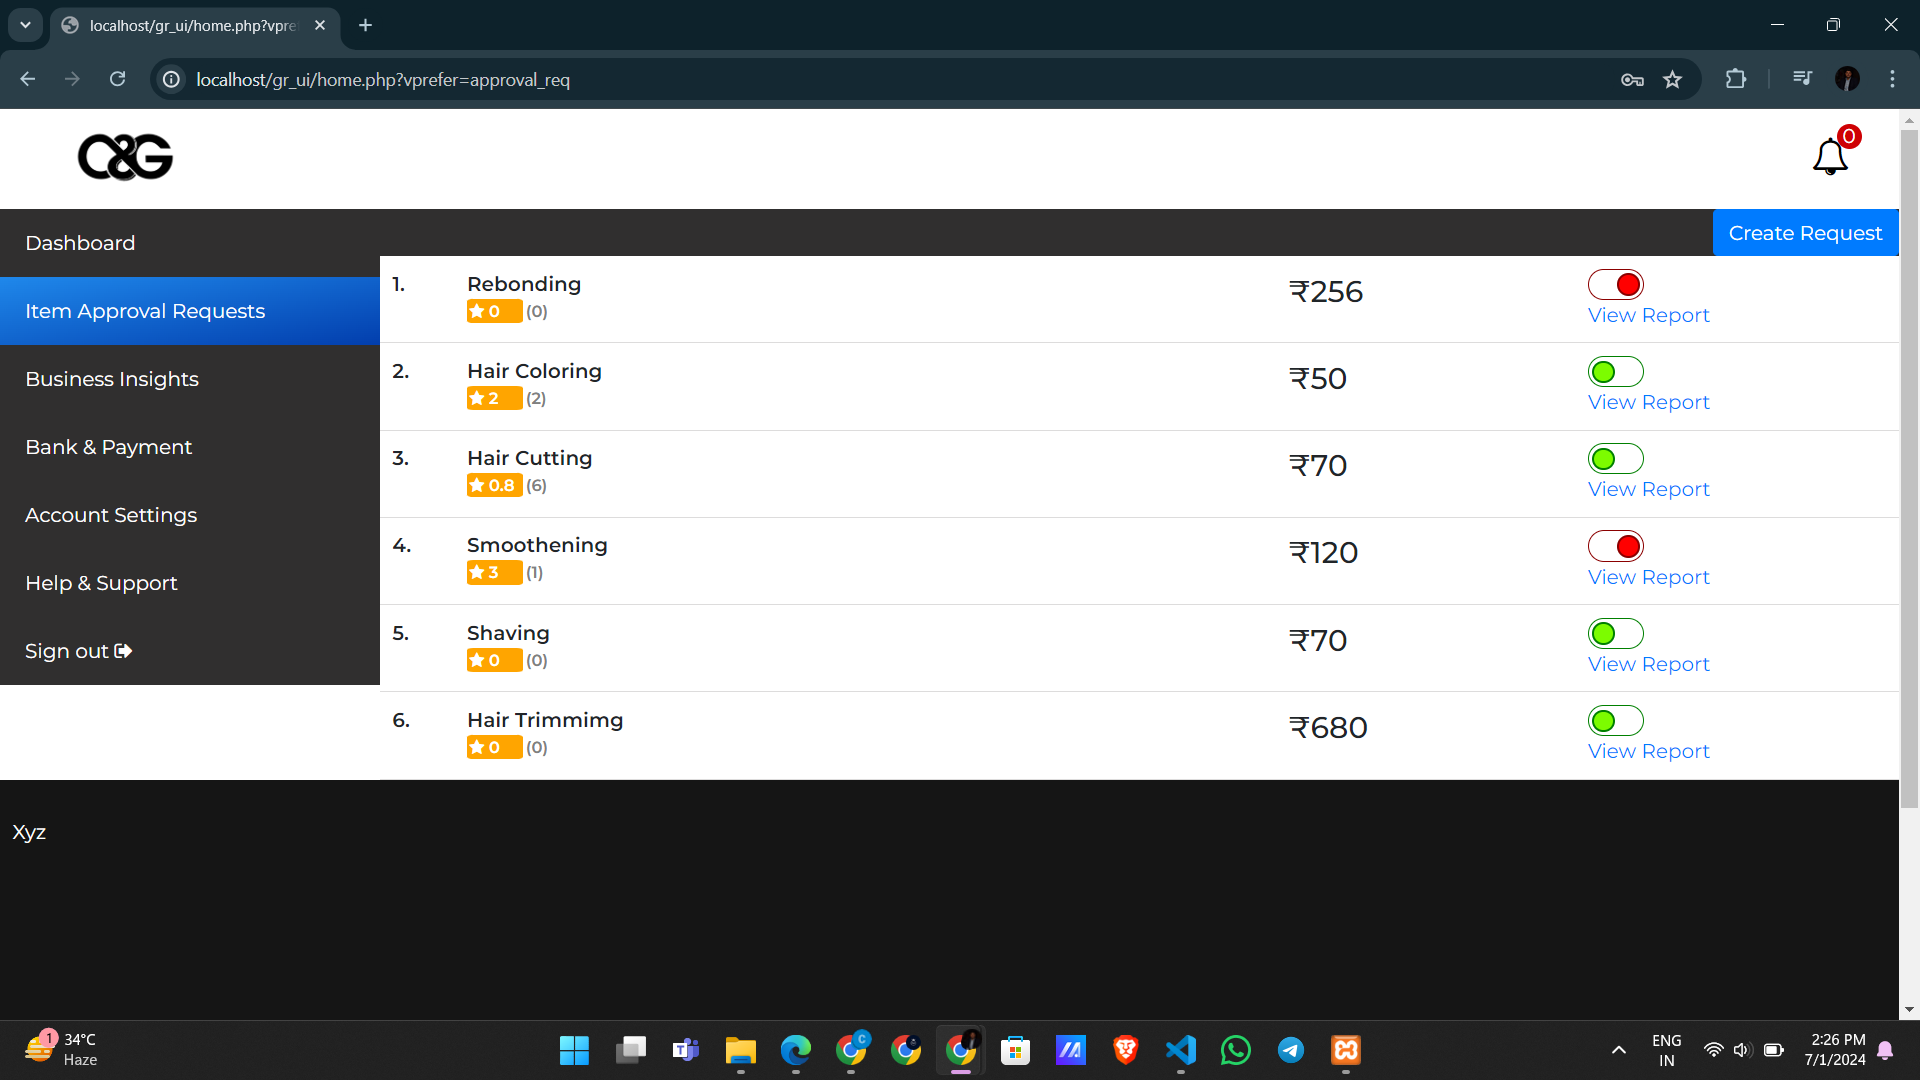 localhost/gr_ui/home.php?vpre
localhost/gr_ui/home.php?vprefer=approval_req
C&G
0
Create Request
Dashboard
Item Approval Requests
Business Insights
Bank & Payment
Account Settings
Help & Support
Sign out
1. Rebonding ₹256
0 (0) View Report
2. Hair Coloring ₹50
2 (2) View Report
3. Hair Cutting ₹70
0.8 (6) View Report
4. Smoothening ₹120
3 (1) View Report
5. Shaving ₹70
0 (0) View Report
6. Hair Trimmimg ₹680
0 (0) View Report
Xyz
1
34°C
Haze
C
ENG
IN
2:26 PM
7/1/2024